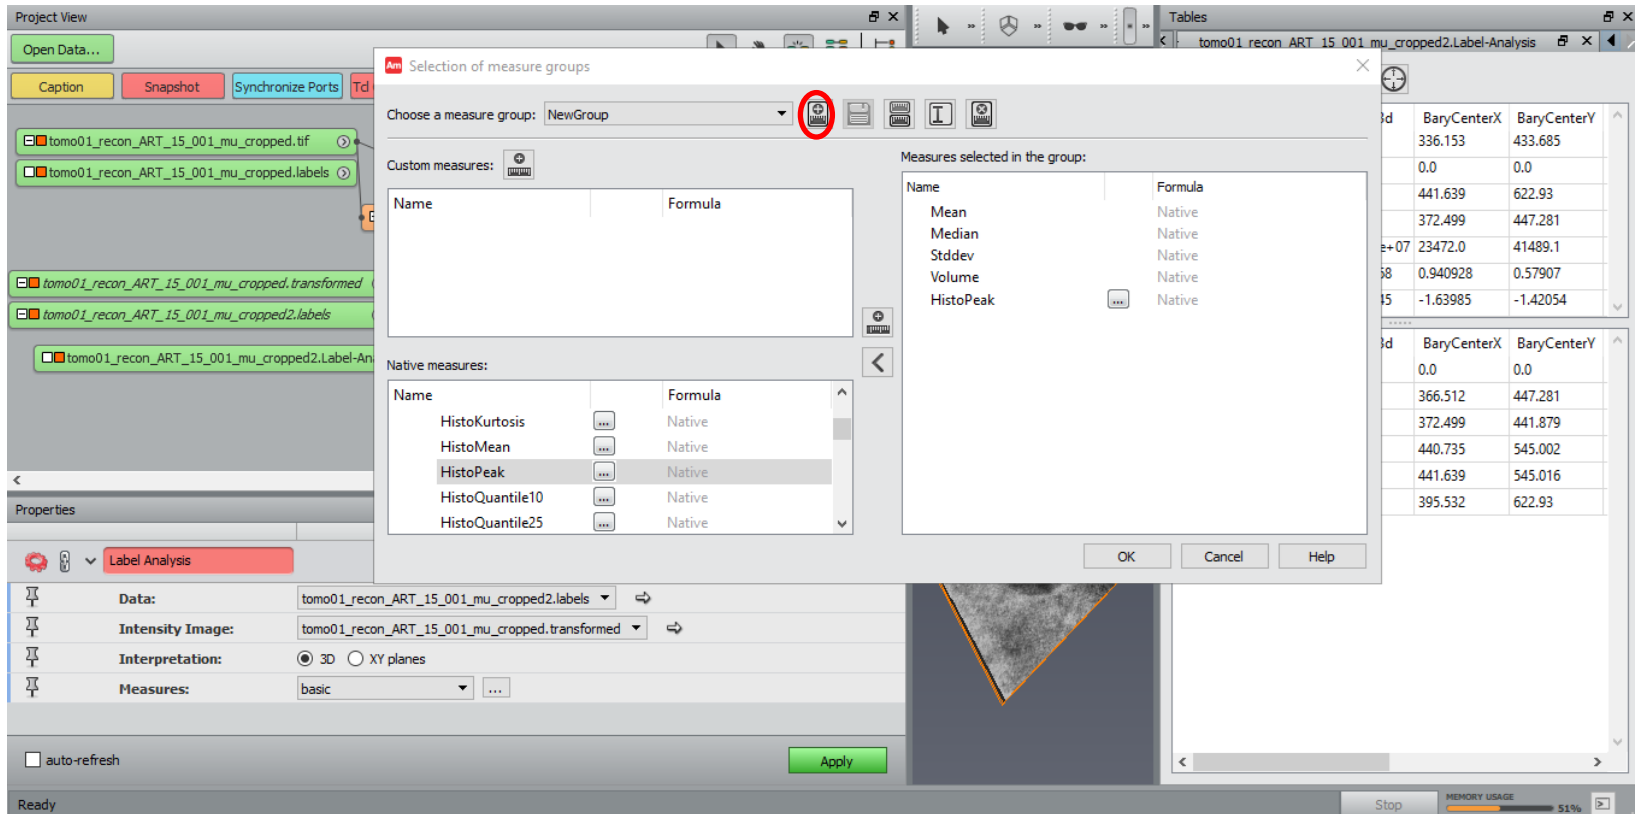 Project View
Tables
Open Data...
tomo01_recon_ART_15_001_mu_cropped2.Label-Analysis
Am Selection of measure groups
Caption
Snapshot
Synchronize Ports
Choose a measure group: NewGroup
3d BaryCenterX BaryCenterY
336.153 433.685
tomo01_recon_ART_15_001_mu_cropped.tif
Custom measures:
Measures selected in the group:
0.0 0.0
tomo01_recon_ART_15_001_mu_cropped.labels
Name Formula
Name Formula
441.639 622.93
Mean Native
372.499 447.281
Median Native
e+07 23472.0 41489.1
Stddev Native
58 0.940928 0.57907
Volume Native
tomo01_recon_ART_15_001_mu_cropped.transformed
HistoPeak ... Native
45 -1.63985 -1.42054
tomo01_recon_ART_15_001_mu_cropped2.labels
3d BaryCenterX BaryCenterY
tomo01_recon_ART_15_001_mu_cropped2.Label-An
Native measures:
0.0 0.0
Name Formula
366.512 447.281
HistoKurtosis ... Native
372.499 441.879
HistoMean ... Native
440.735 545.002
HistoPeak ... Native
441.639 545.016
HistoQuantile10 ... Native
395.532 622.93
Properties
HistoQuantile25 ... Native
OK Cancel Help
Label Analysis
Data: tomo01_recon_ART_15_001_mu_cropped2.labels
Intensity Image: tomo01_recon_ART_15_001_mu_cropped.transformed
Interpretation: 3D XY planes
Measures: basic ...
auto-refresh
Apply
Ready
Stop
MEMORY USAGE
51%